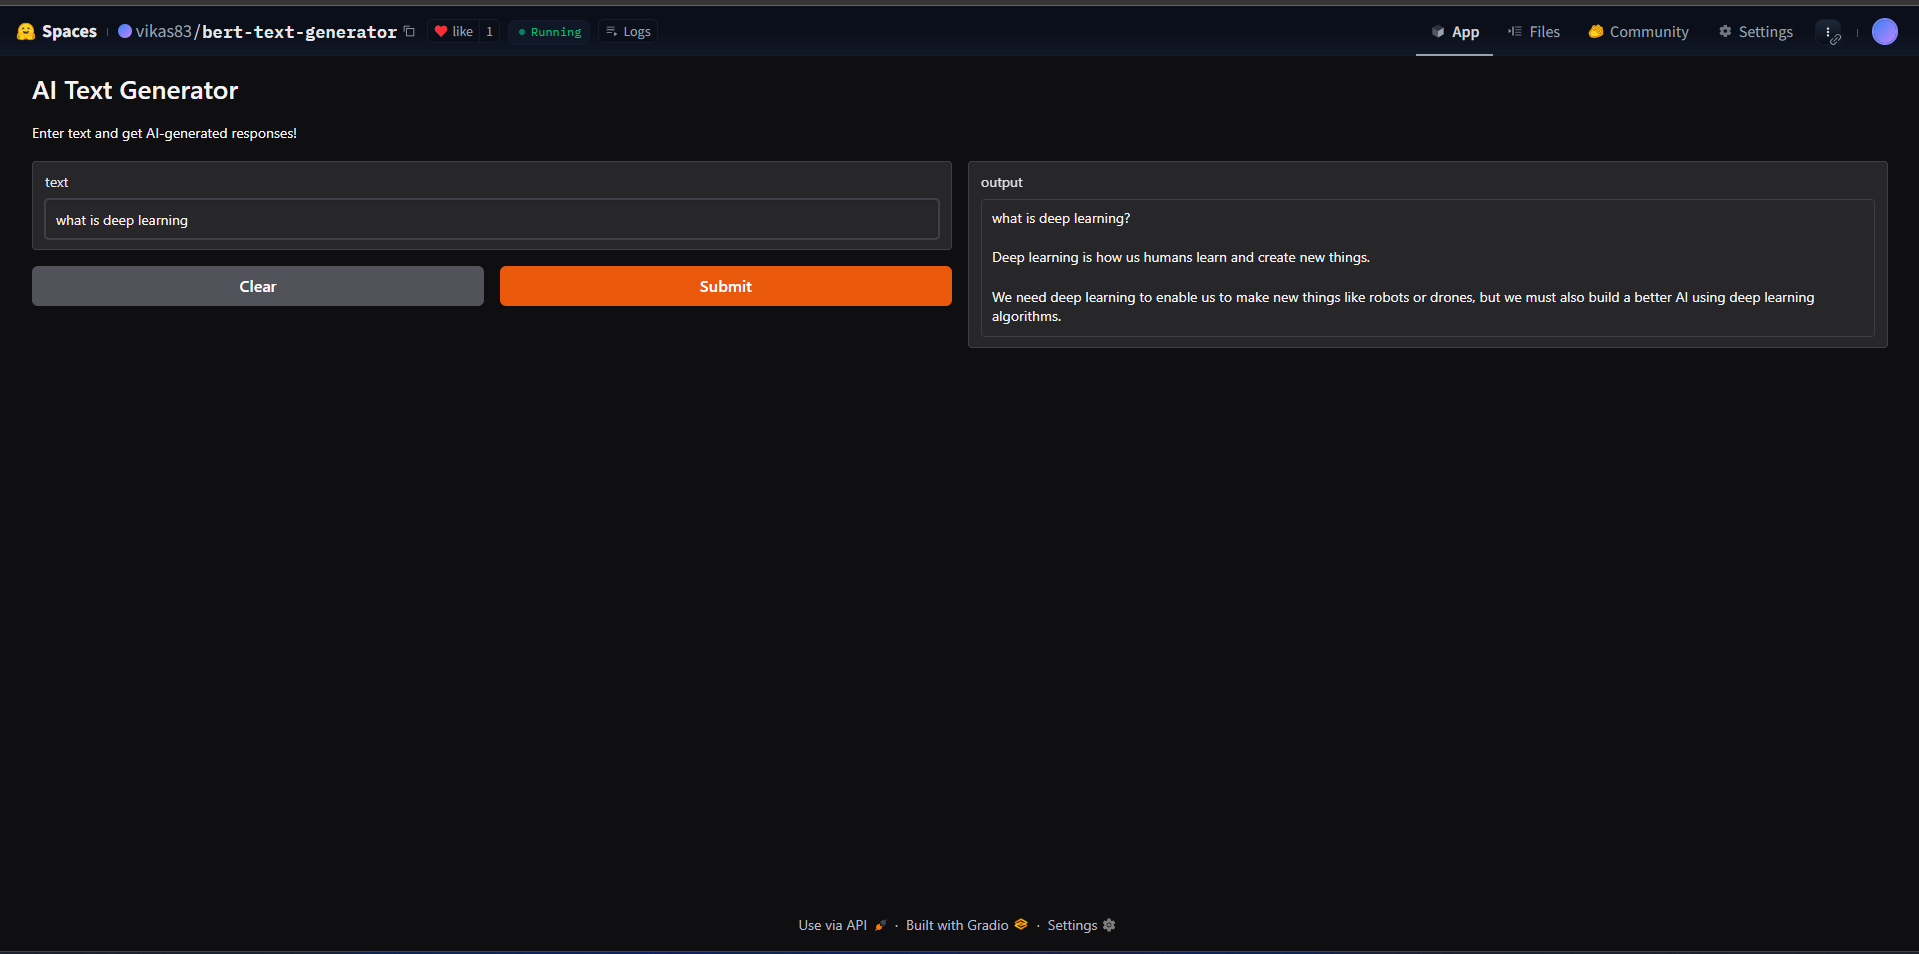 Spaces vikas83/bert-text-generator like 1 Running Logs App Files Community Settings
AI Text Generator
Enter text and get AI-generated responses!
text
what is deep learning
Clear Submit
output
what is deep learning?
Deep learning is how us humans learn and create new things.
We need deep learning to enable us to make new things like robots or drones, but we must also build a better AI using deep learning
algorithms.
Use via API · Built with Gradio · Settings